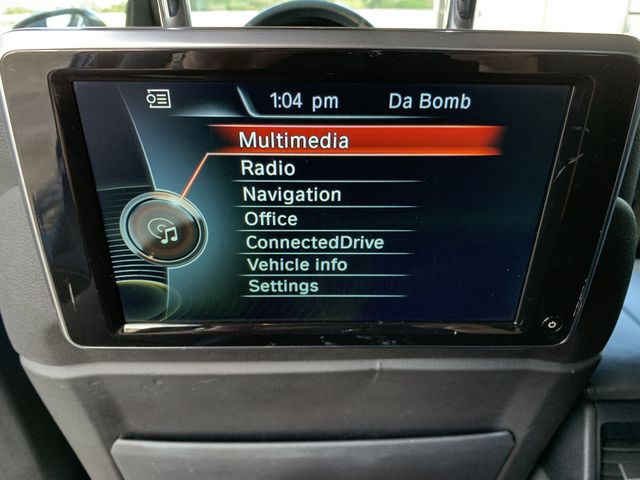 1:04 pm Da Bomb
Multimedia
Radio
Navigation
Office
ConnectedDrive
Vehicle info
Settings